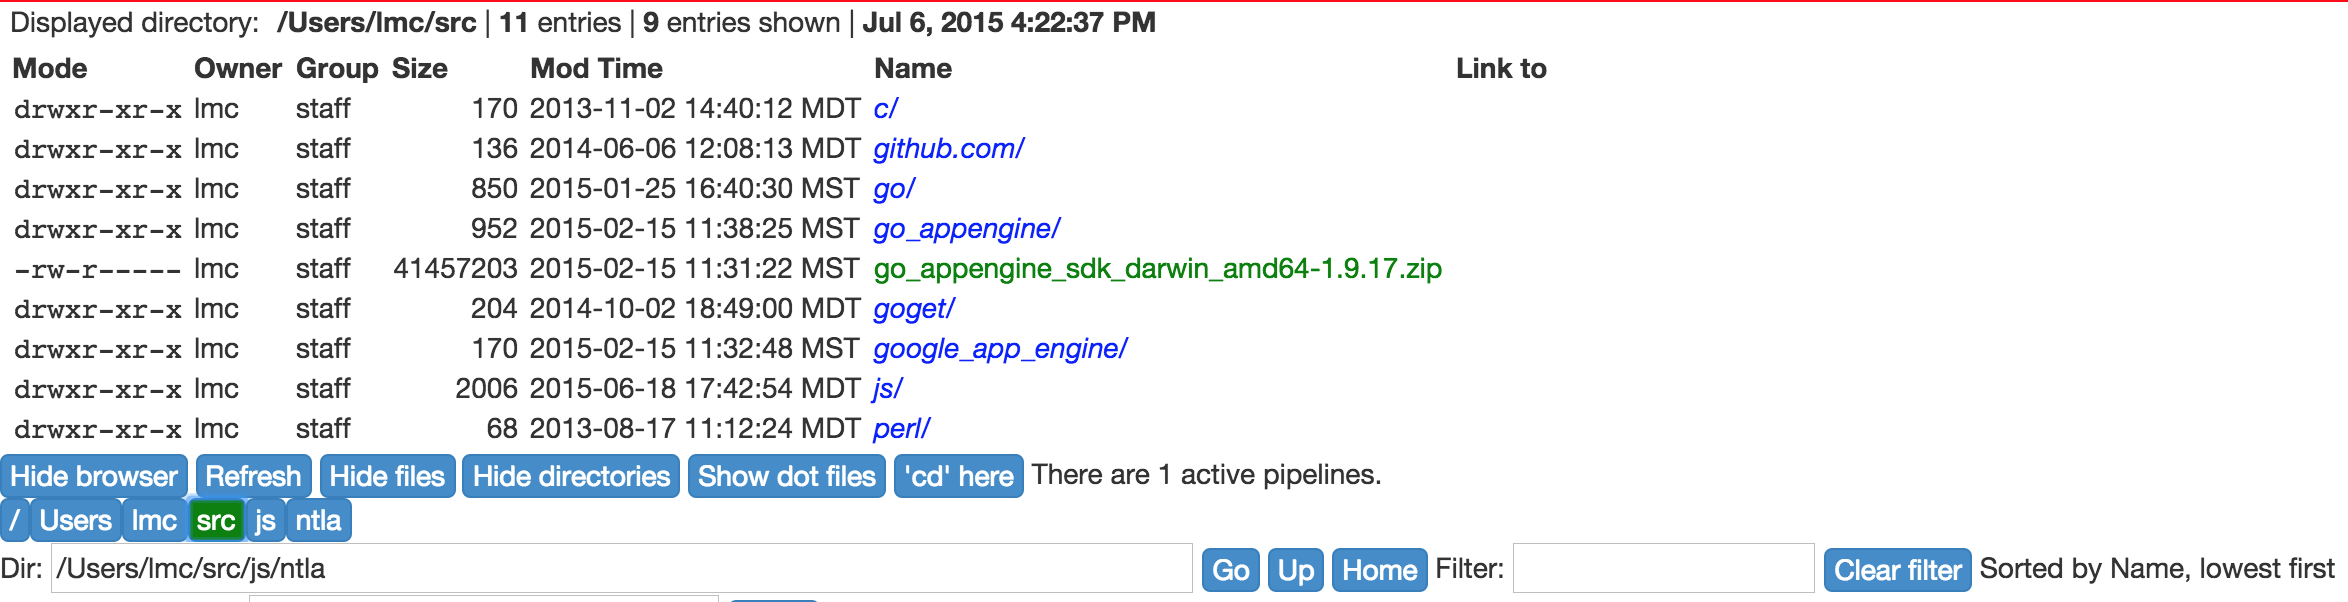 Displayed directory: /Users/lmc/src | 11 entries | 9 entries shown | Jul 6, 2015 4:22:37 PM
Mode Owner Group Size Mod Time Name Link to
drwxr-xr-x lmc staff 170 2013-11-02 14:40:12 MDT c/
drwxr-xr-x lmc staff 136 2014-06-06 12:08:13 MDT github.com/
drwxr-xr-x lmc staff 850 2015-01-25 16:40:30 MST go/
drwxr-xr-x lmc staff 952 2015-02-15 11:38:25 MST go_appengine/
-rw-r----- lmc staff 41457203 2015-02-15 11:31:22 MST go_appengine_sdk_darwin_amd64-1.9.17.zip
drwxr-xr-x lmc staff 204 2014-10-02 18:49:00 MDT goget/
drwxr-xr-x lmc staff 170 2015-02-15 11:32:48 MST google_app_engine/
drwxr-xr-x lmc staff 2006 2015-06-18 17:42:54 MDT js/
drwxr-xr-x lmc staff 68 2013-08-17 11:12:24 MDT perl/
Hide browser Refresh Hide files Hide directories Show dot files 'cd' here There are 1 active pipelines.
/ Users lmc src js ntla
Dir: /Users/lmc/src/js/ntla Go Up Home Filter: Clear filter Sorted by Name, lowest first